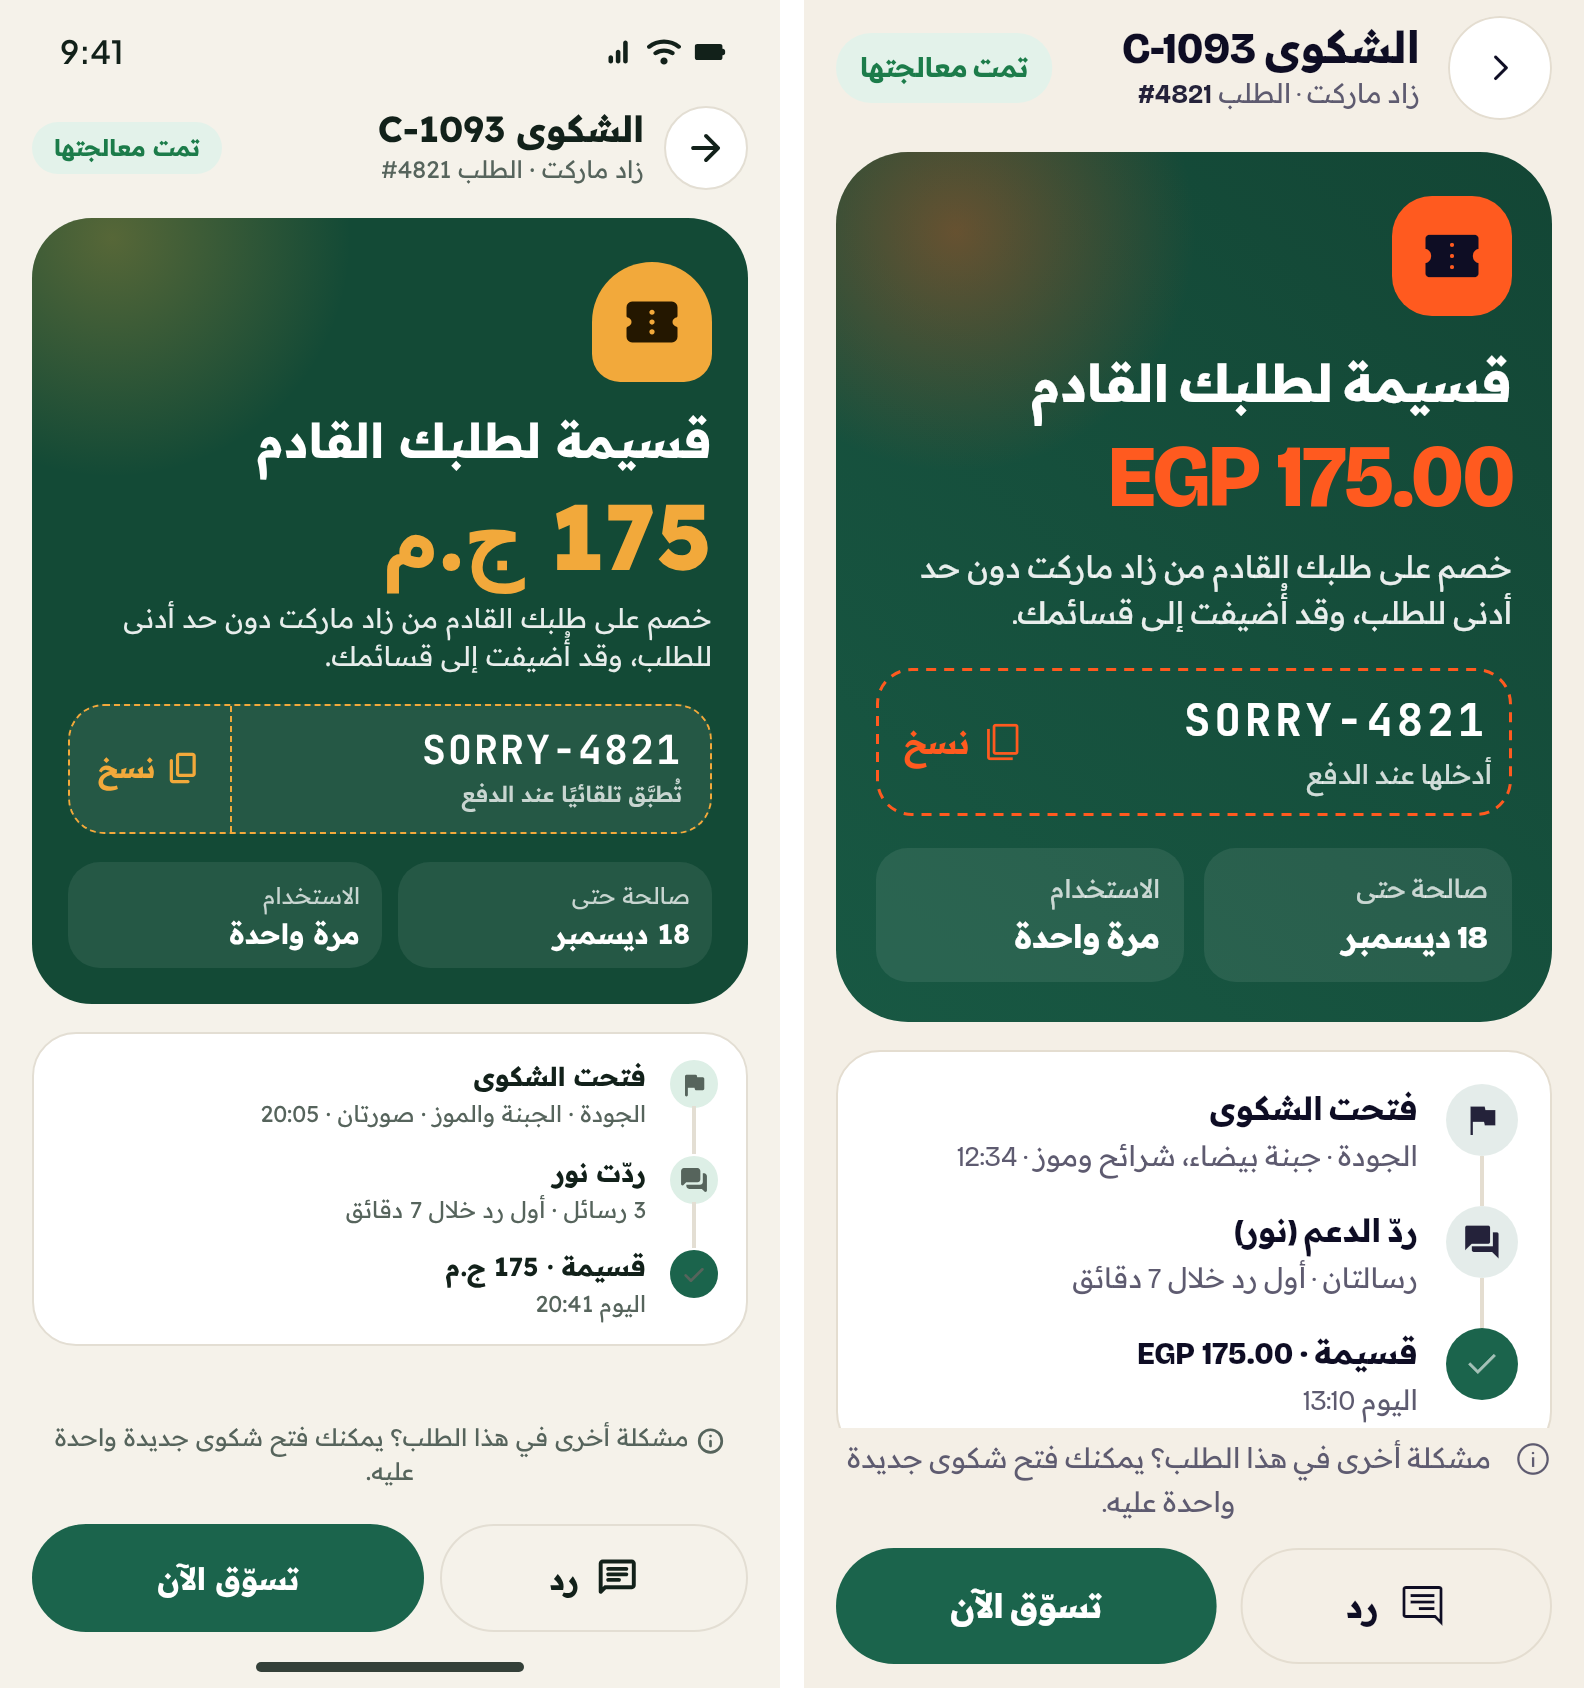 9:41
الشكوى C-1093
زاد ماركت · الطلب 4821#
تمت معالجتها
قسيمة لطلبك القادم
175 ج.م
خصم على طلبك القادم من زاد ماركت دون حد أدنى
للطلب، وقد أُضيفت إلى قسائمك.
SORRY-4821
تُطبَّق تلقائيًا عند الدفع
نسخ
صالحة حتى
18 ديسمبر
الاستخدام
مرة واحدة
فتحت الشكوى
الجودة · الجبنة والموز · صورتان · 20:05
ردّت نور
3 رسائل · أول رد خلال 7 دقائق
قسيمة · 175 ج.م
اليوم 20:41
مشكلة أخرى في هذا الطلب؟ يمكنك فتح شكوى جديدة واحدة
عليه.
رد
تسوّق الآن
الشكوى C-1093
زاد ماركت · الطلب #4821
تمت معالجتها
قسيمة لطلبك القادم
EGP 175.00
خصم على طلبك القادم من زاد ماركت دون حد
أدنى للطلب، وقد أُضيفت إلى قسائمك.
SORRY-4821
أدخلها عند الدفع
نسخ
صالحة حتى
18 ديسمبر
الاستخدام
مرة واحدة
فتحت الشكوى
الجودة · جبنة بيضاء، شرائح وموز · 12:34
ردّ الدعم (نور)
رسالتان · أول رد خلال 7 دقائق
قسيمة · EGP 175.00
اليوم 13:10
مشكلة أخرى في هذا الطلب؟ يمكنك فتح شكوى جديدة
واحدة عليه.
رد
تسوّق الآن